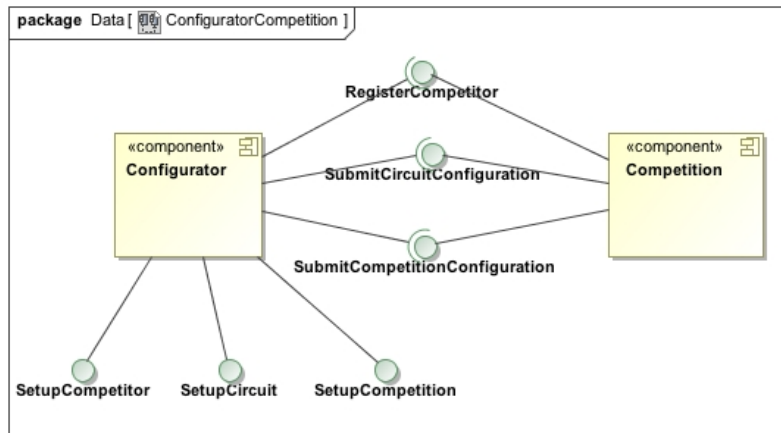 package Data [ ConfiguratorCompetition ]
RegisterCompetitor
«component»
Configurator
«component»
Competition
SubmitCircuitConfiguration
SubmitCompetitionConfiguration
SetupCompetitor
SetupCircuit
SetupCompetition